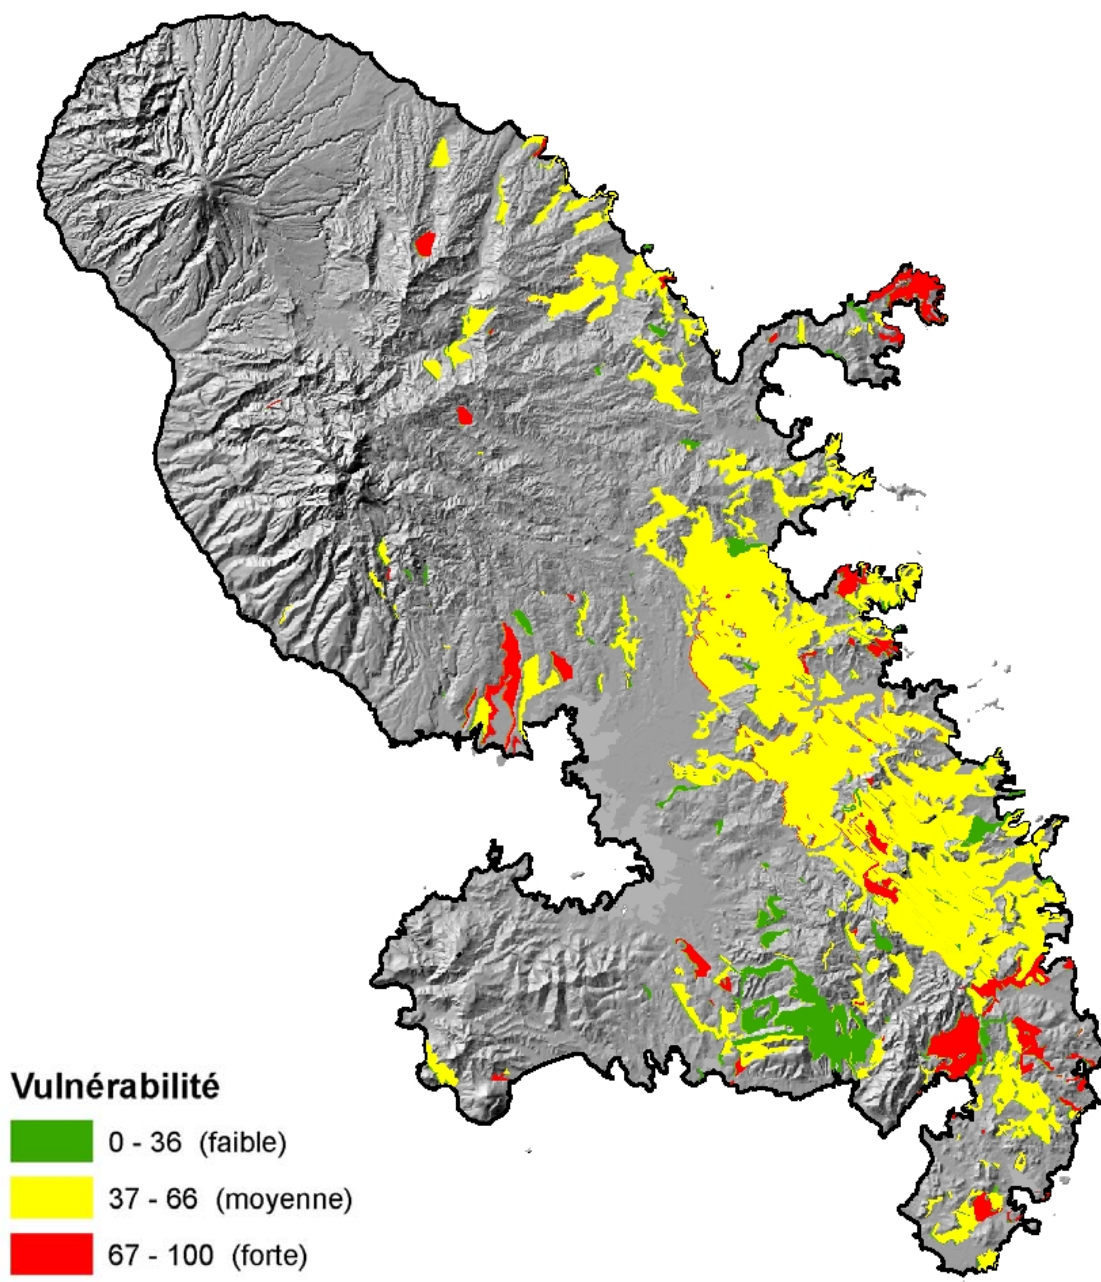 Vulnérabilité
0 - 36 (faible)
37 - 66 (moyenne)
67 - 100 (forte)